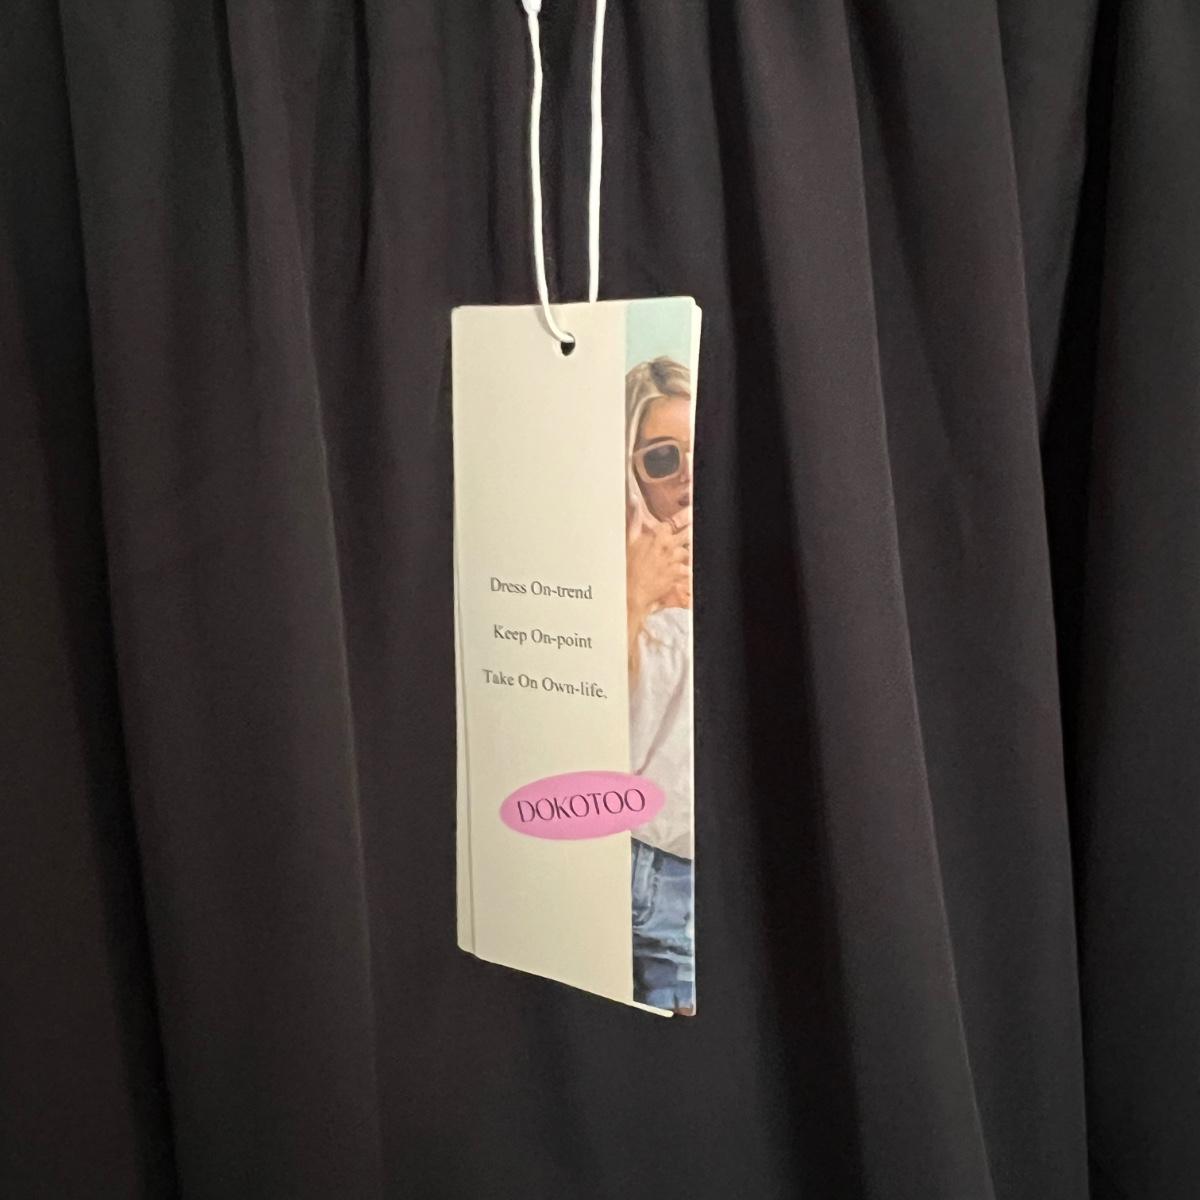 Dress On-trend
Keep On-point
Take On Own-life.
DOKOTOO